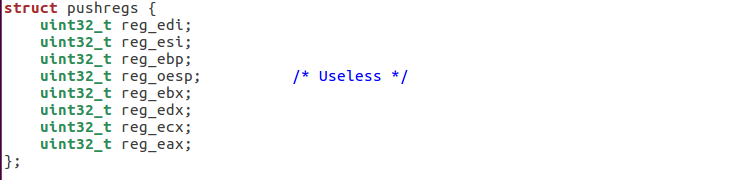 struct pushregs {
    uint32_t reg_edi;
    uint32_t reg_esi;
    uint32_t reg_ebp;
    uint32_t reg_oesp;          /* Useless */
    uint32_t reg_ebx;
    uint32_t reg_edx;
    uint32_t reg_ecx;
    uint32_t reg_eax;
};